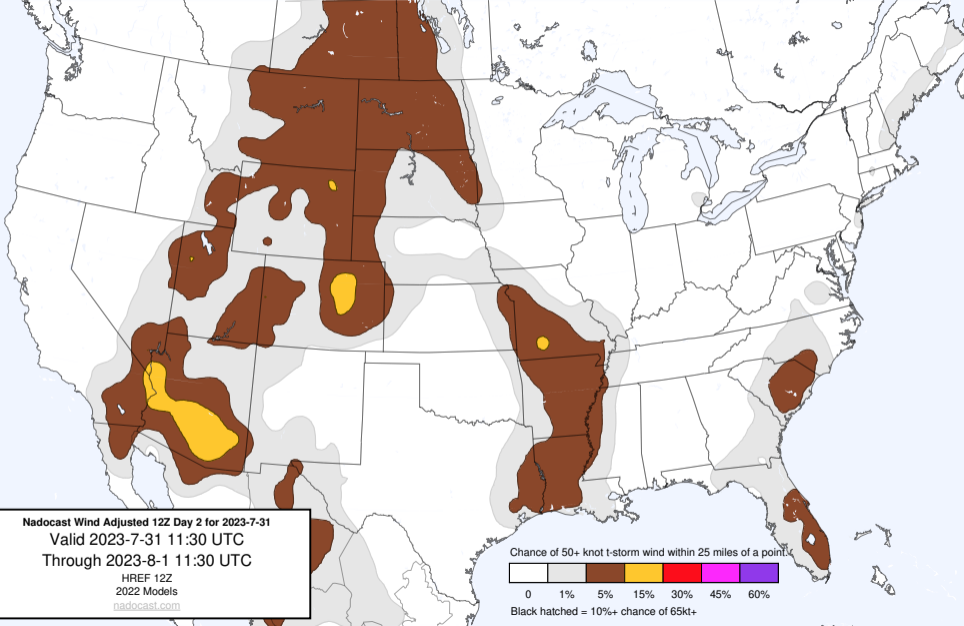 Nadocast Wind Adjusted 12Z Day 2 for 2023-7-31
Valid 2023-7-31 11:30 UTC
Through 2023-8-1 11:30 UTC
HREF 12Z
2022 Models
nadocast.com
Chance of 50+ knot t-storm wind within 25 miles of a point.
0 1% 5% 15% 30% 45% 60%
Black hatched = 10%+ chance of 65kt+